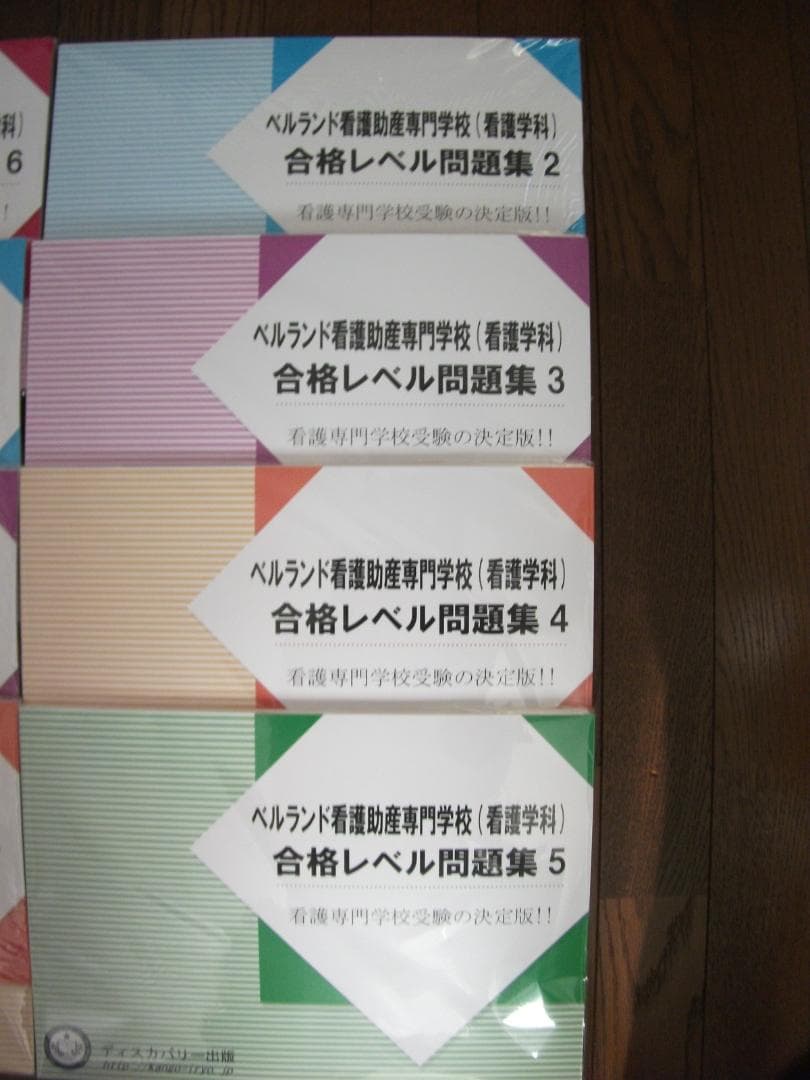 科)
6
!
ベルランド看護助産専門学校(看護学科)
合格レベル問題集 2
看護専門学校受験の決定版!!
ベルランド看護助産専門学校(看護学科)
合格レベル問題集 3
看護専門学校受験の決定版!!
ベルランド看護助産専門学校(看護学科)
合格レベル問題集 4
看護専門学校受験の決定版!!
ベルランド看護助産専門学校(看護学科)
合格レベル問題集 5
看護専門学校受験の決定版!!
ディスカバリー出版
http://kango-iryo.jp